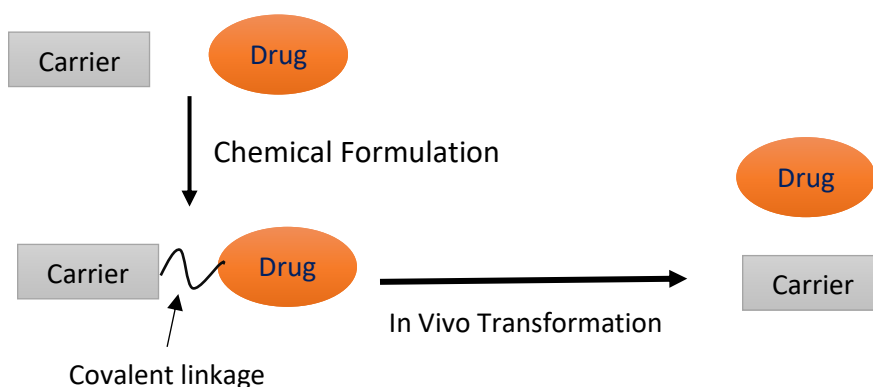 Carrier
Drug
Chemical Formulation
Drug
Carrier
Drug
Carrier
In Vivo Transformation
Covalent linkage